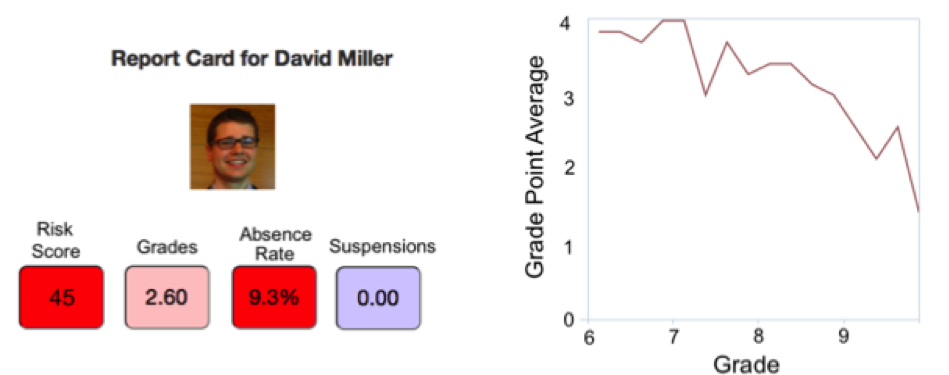 Report Card for David Miller
Risk
Score
Grades
Absence
Rate
Suspensions
45
2.60
9.3%
0.00
Grade Point Average
4
3
2
1
0
6
7
8
9
Grade